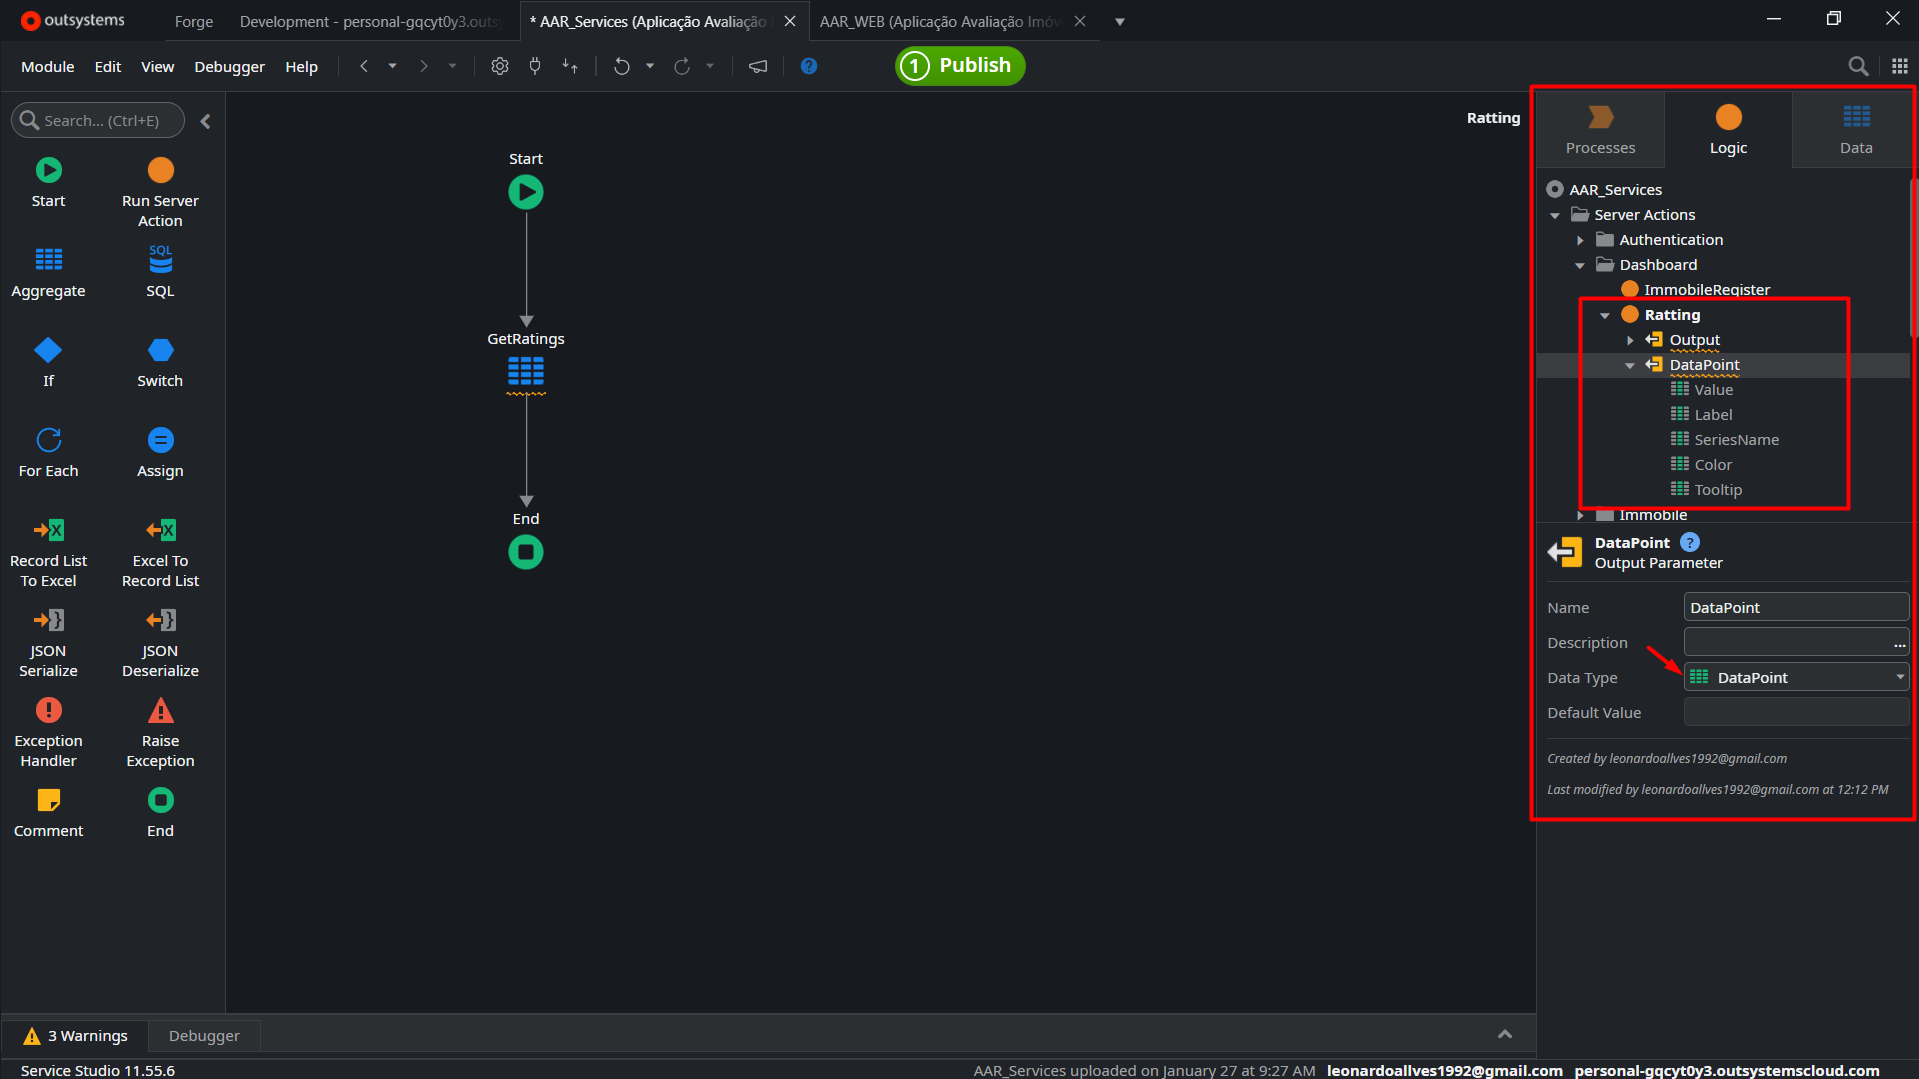 outsystems
Forge
Development - personal-gqcyt0y3.outsy
* AAR_Services (Aplicação Avaliação I
AAR_WEB (Aplicação Avaliação Imóv
Module
Edit
View
Debugger
Help
1 Publish
Search... (Ctrl+E)
Start
Run Server
Action
Aggregate
SQL
SQL
If
Switch
For Each
Assign
Record List
To Excel
Excel To
Record List
JSON
Serialize
JSON
Deserialize
Exception
Handler
Raise
Exception
Comment
End
Ratting
Start
GetRatings
End
Processes
Logic
Data
AAR_Services
Server Actions
Authentication
Dashboard
ImmobileRegister
Ratting
Output
DataPoint
Value
Label
SeriesName
Color
Tooltip
Immobile
DataPoint ?
Output Parameter
Name
DataPoint
Description
...
Data Type
DataPoint
Default Value
Created by leonardoallves1992@gmail.com
Last modified by leonardoallves1992@gmail.com at 12:12 PM
3 Warnings
Debugger
Service Studio 11.55.6
AAR_Services uploaded on January 27 at 9:27 AM
leonardoallves1992@gmail.com
personal-gqcyt0y3.outsystemscloud.com